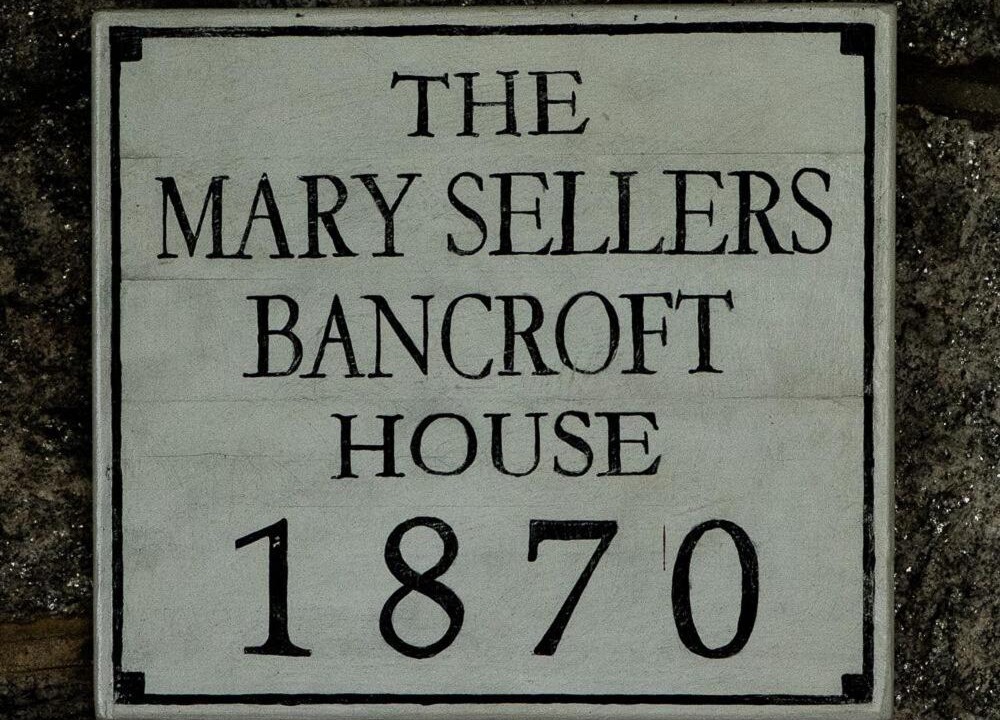 THE
MARY SELLERS
BANCROFT
HOUSE
1870